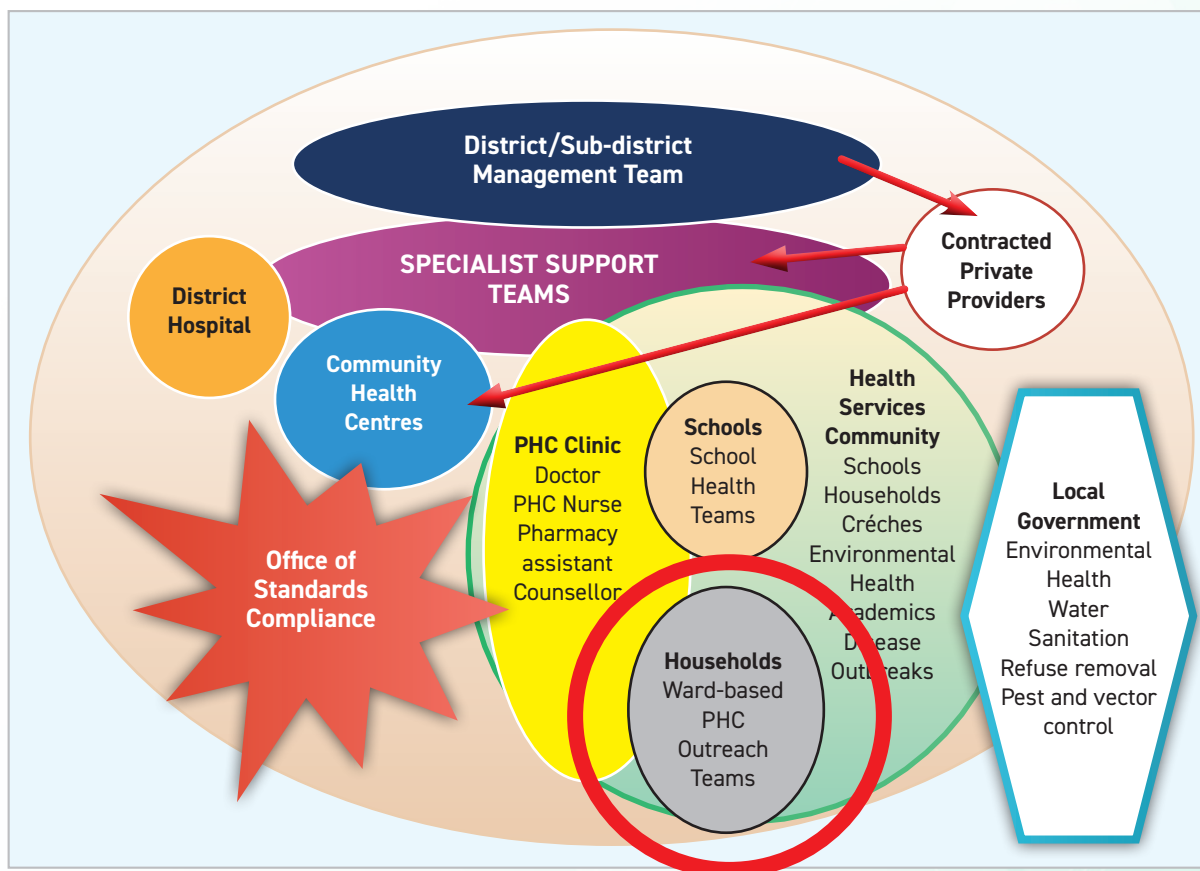 District/Sub-district
Management Team
SPECIALIST SUPPORT
TEAMS
Contracted
Private
Providers
District
Hospital
Community
Health
Centres
PHC Clinic
Doctor
PHC Nurse
Pharmacy
assistant
Counsellor
Schools
School
Health
Teams
Health
Services
Community
Schools
Households
Créches
Environmental
Health
Academics
Disease
Outbreaks
Households
Ward-based
PHC
Outreach
Teams
Local
Government
Environmental
Health
Water
Sanitation
Refuse removal
Pest and vector
control
Office of
Standards
Compliance